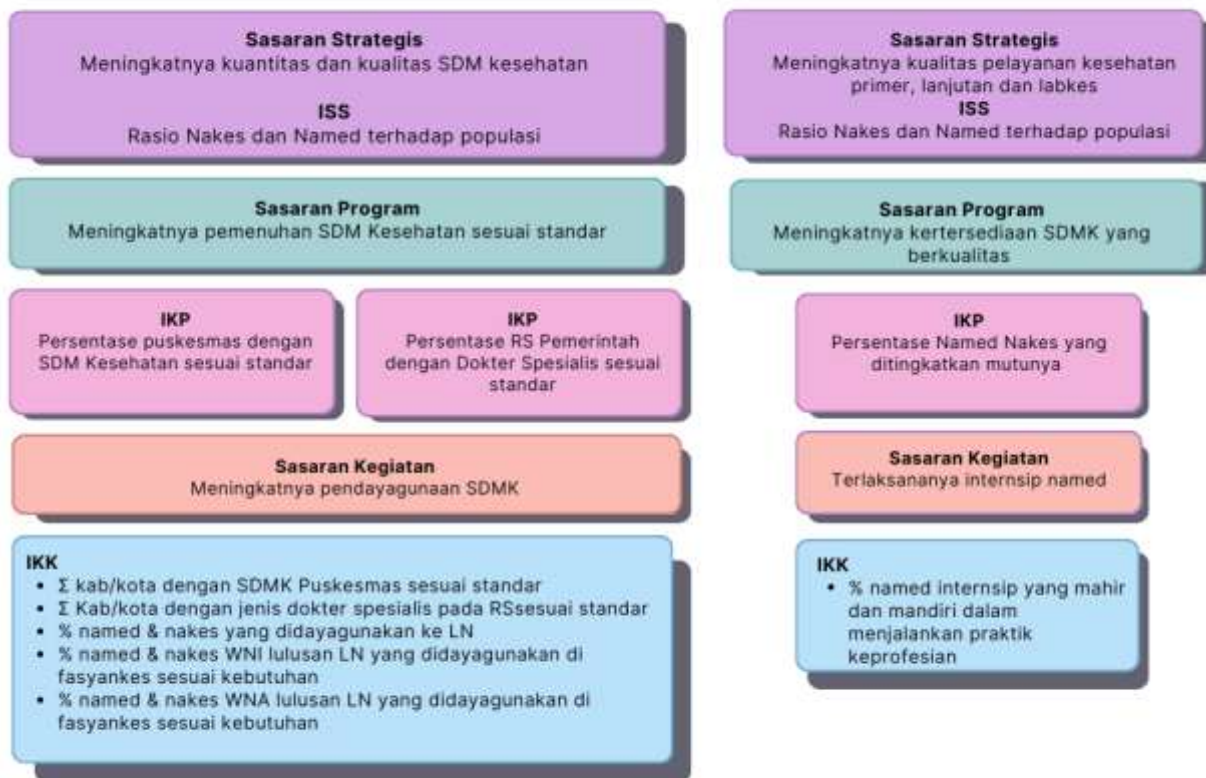 Sasaran Strategis
Meningkatnya kuantitas dan kualitas SDM kesehatan
ISS
Rasio Nakes dan Named terhadap populasi
Sasaran Program
Meningkatnya pemenuhan SDM Kesehatan sesuai standar
IKP
Persentase puskesmas dengan
SDM Kesehatan sesuai standar
IKP
Persentase RS Pemerintah
dengan Dokter Spesialis sesuai
standar
Sasaran Kegiatan
Meningkatnya pendayagunaan SDMK
IKK
• Σ kab/kota dengan SDMK Puskesmas sesuai standar
• Σ Kab/kota dengan jenis dokter spesialis pada RSsesuai standar
• % named & nakes yang didayagunakan ke LN
• % named & nakes WNI lulusan LN yang didayagunakan di
fasyankes sesuai kebutuhan
• % named & nakes WNA lulusan LN yang didayagunakan di
fasyankes sesuai kebutuhan
Sasaran Strategis
Meningkatnya kualitas pelayanan kesehatan
primer, lanjutan dan labkes
ISS
Rasio Nakes dan Named terhadap populasi
Sasaran Program
Meningkatnya kertersediaan SDMK yang
berkualitas
IKP
Persentase Named Nakes yang
ditingkatkan mutunya
Sasaran Kegiatan
Terlaksananya internsip named
IKK
• % named internsip yang mahir
dan mandiri dalam
menjalankan praktik
keprofesian